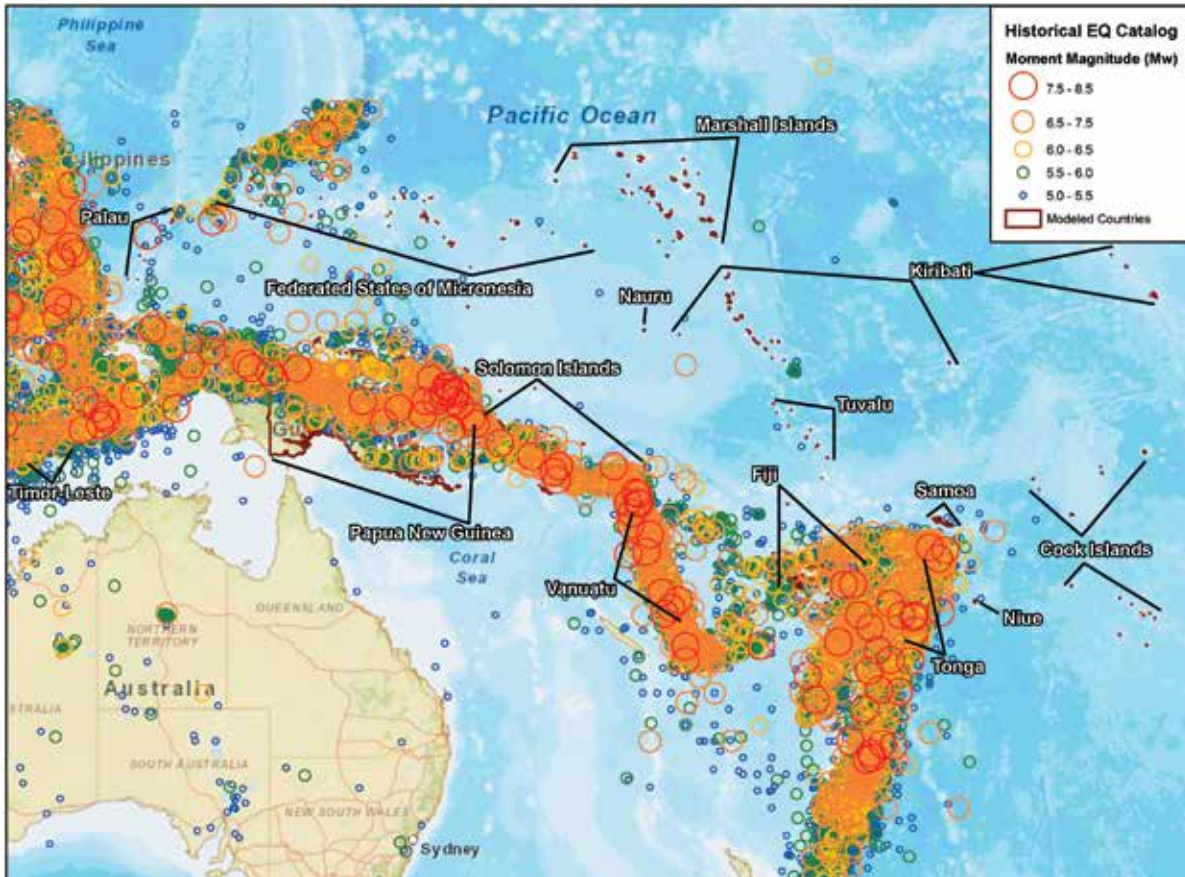 Philippine
Sea
Historical EQ Catalog
Moment Magnitude (Mw)
7.5 - 8.5
6.5 - 7.5
6.0 - 6.5
5.5 - 6.0
5.0 - 5.5
Modeled Countries
Pacific Ocean
Marshall Islands
ilippines
Palau
Federated States of Micronesia
Nauru
Kiribati
Solomon Islands
Tuvalu
Gu
Timor-Leste
Papua New Guinea
Fiji
Samoa
Cook Islands
Coral
Sea
Vanuatu
Niue
Tonga
QUEENSLAND
NORTHERN
TERRITORY
Australia
STRALIA
SOUTH AUSTRALIA
NEW SOUTH WALES
Sydney